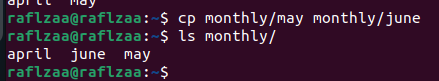 april  may
raflzaa@raflzaa:~$ cp monthly/may monthly/june
raflzaa@raflzaa:~$ ls monthly/
april  june  may
raflzaa@raflzaa:~$